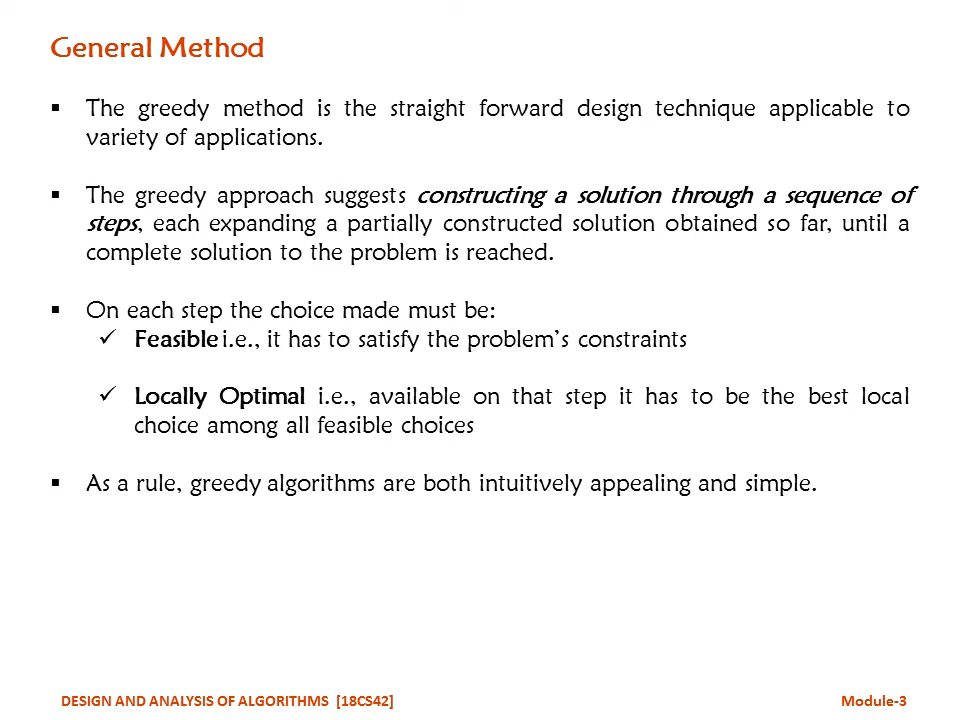 General Method
▪ The greedy method is the straight forward design technique applicable to
variety of applications.
▪ The greedy approach suggests constructing a solution through a sequence of
steps, each expanding a partially constructed solution obtained so far, until a
complete solution to the problem is reached.
▪ On each step the choice made must be:
✓ Feasible i.e., it has to satisfy the problem’s constraints
✓ Locally Optimal i.e., available on that step it has to be the best local
choice among all feasible choices
▪ As a rule, greedy algorithms are both intuitively appealing and simple.
DESIGN AND ANALYSIS OF ALGORITHMS [18CS42]
Module-3